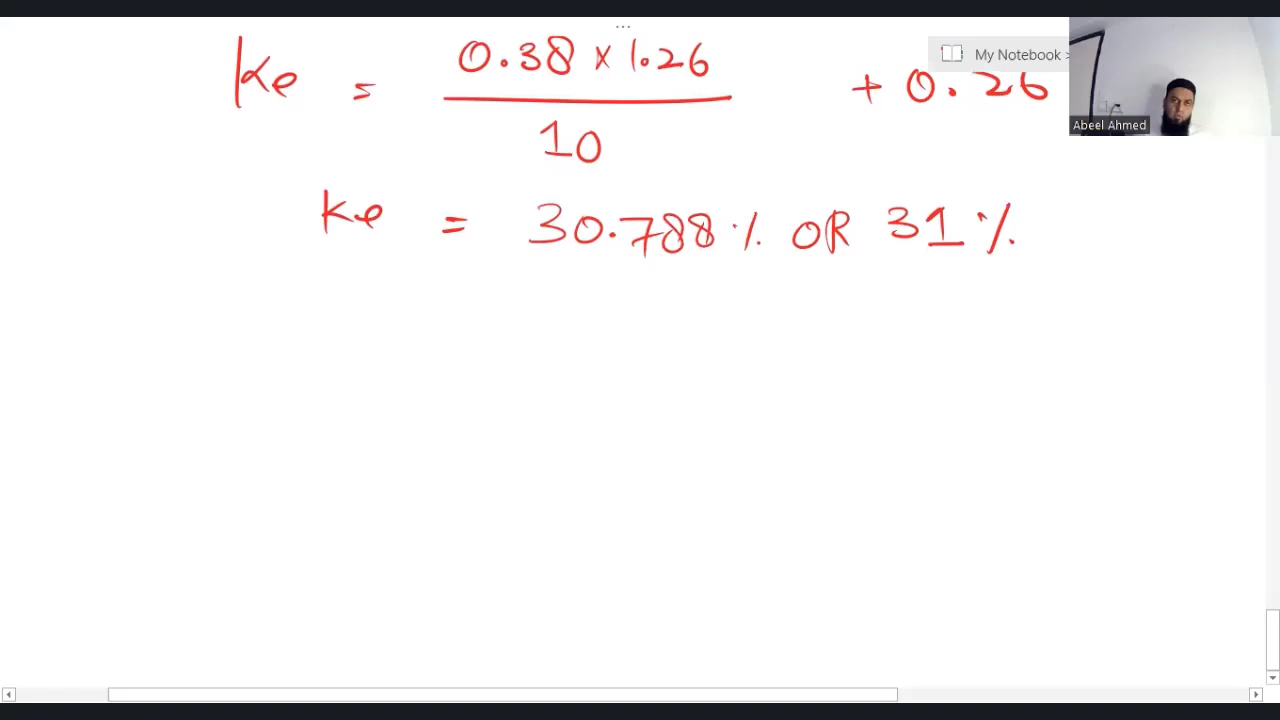 ...
My Notebook >
Ke = 0.38 × 1.26
10
+ 0.26
Abeel Ahmed
Ke = 30.788 % OR 31 %